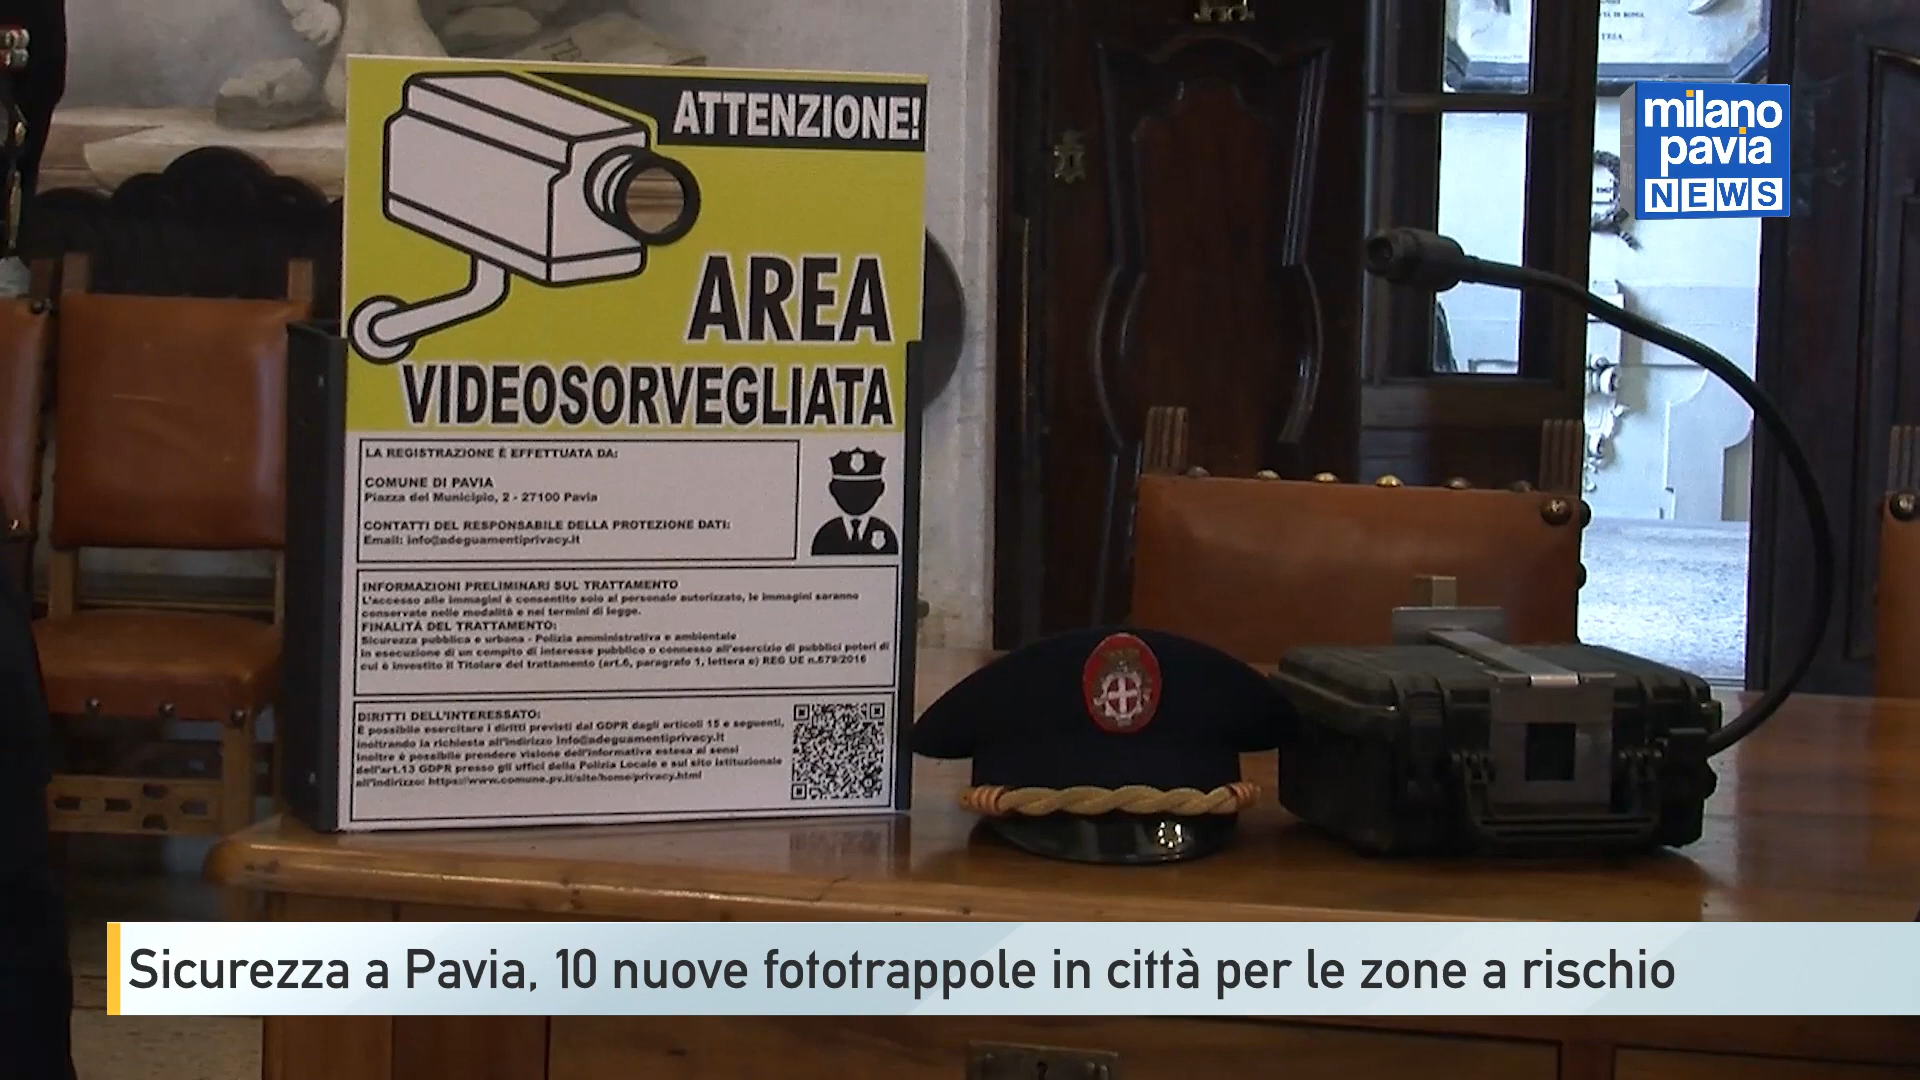 ATTENZIONE!
milano
pavia
NEWS
AREA
VIDEOSORVEGLIATA
LA REGISTRAZIONE È EFFETTUATA DA:
COMUNE DI PAVIA
Piazza del Municipio, 2 - 27100 Pavia
CONTATTI DEL RESPONSABILE DELLA PROTEZIONE DATI:
Email: info@adeguamentiprivacy.it
INFORMAZIONI PRELIMINARI SUL TRATTAMENTO
L'accesso alle immagini è consentito solo al personale autorizzato, le immagini saranno
conservate nelle modalità e nei termini di legge.
FINALITÀ DEL TRATTAMENTO:
Sicurezza pubblica e urbana - Polizia amministrativa e ambientale
In esecuzione di un compito di interesse pubblico o connesso all'esercizio di pubblici poteri di
cui è investito il Titolare del trattamento (art.6, paragrafo 1, lettera e) REG UE n.679/2016
DIRITTI DELL'INTERESSATO:
È possibile esercitare i diritti previsti dal GDPR dagli articoli 15 e seguenti,
inoltrando la richiesta all'indirizzo info@adeguamentiprivacy.it
Inoltre è possibile prendere visione dell'informativa estesa ai sensi
dell'art.13 GDPR presso gli uffici della Polizia Locale e sul sito istituzionale
all'indirizzo: https://www.comune.pv.it/site/home/privacy.html
Sicurezza a Pavia, 10 nuove fototrappole in città per le zone a rischio